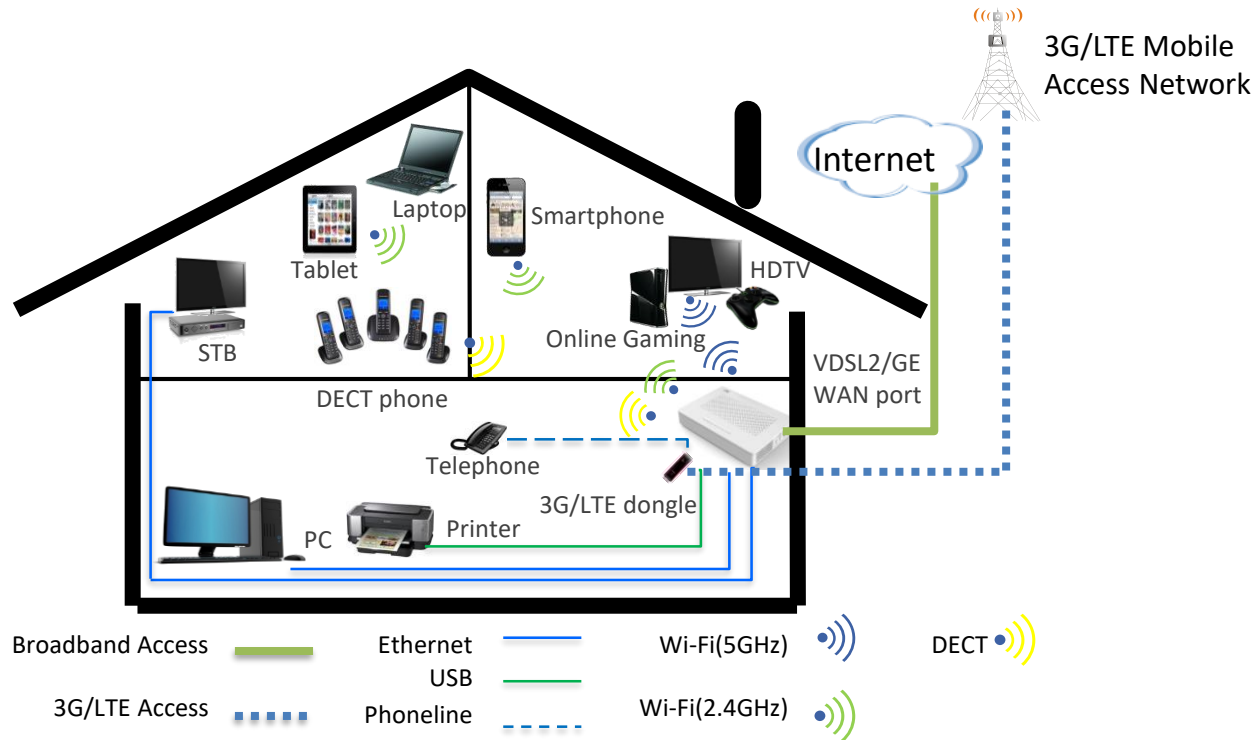 3G/LTE Mobile
Access Network
Internet
Laptop
Smartphone
Tablet
HDTV
STB
Online Gaming
VDSL2/GE
WAN port
DECT phone
Telephone
3G/LTE dongle
PC
Printer
Broadband Access
Ethernet
Wi-Fi(5GHz)
DECT
USB
3G/LTE Access
Phoneline
Wi-Fi(2.4GHz)